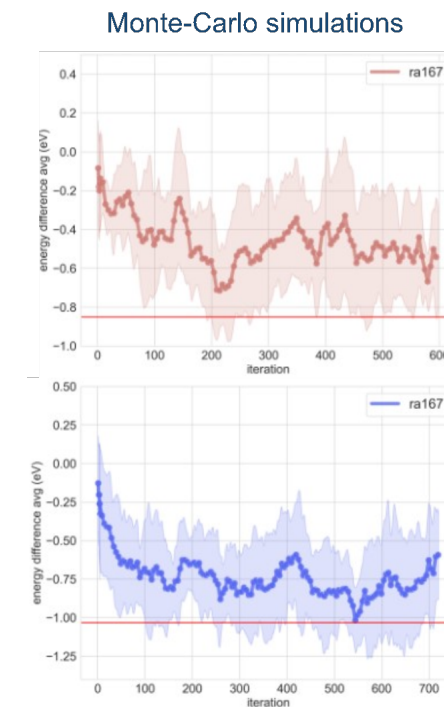 Monte-Carlo simulations
ra167
energy difference avg (eV)
0.4
0.2
0.0
−0.2
−0.4
−0.6
−0.8
−1.0
0 100 200 300 400 500 600
iteration
ra167
energy difference avg (eV)
0.50
0.25
0.00
−0.25
−0.50
−0.75
−1.00
−1.25
0 100 200 300 400 500 600 700
iteration